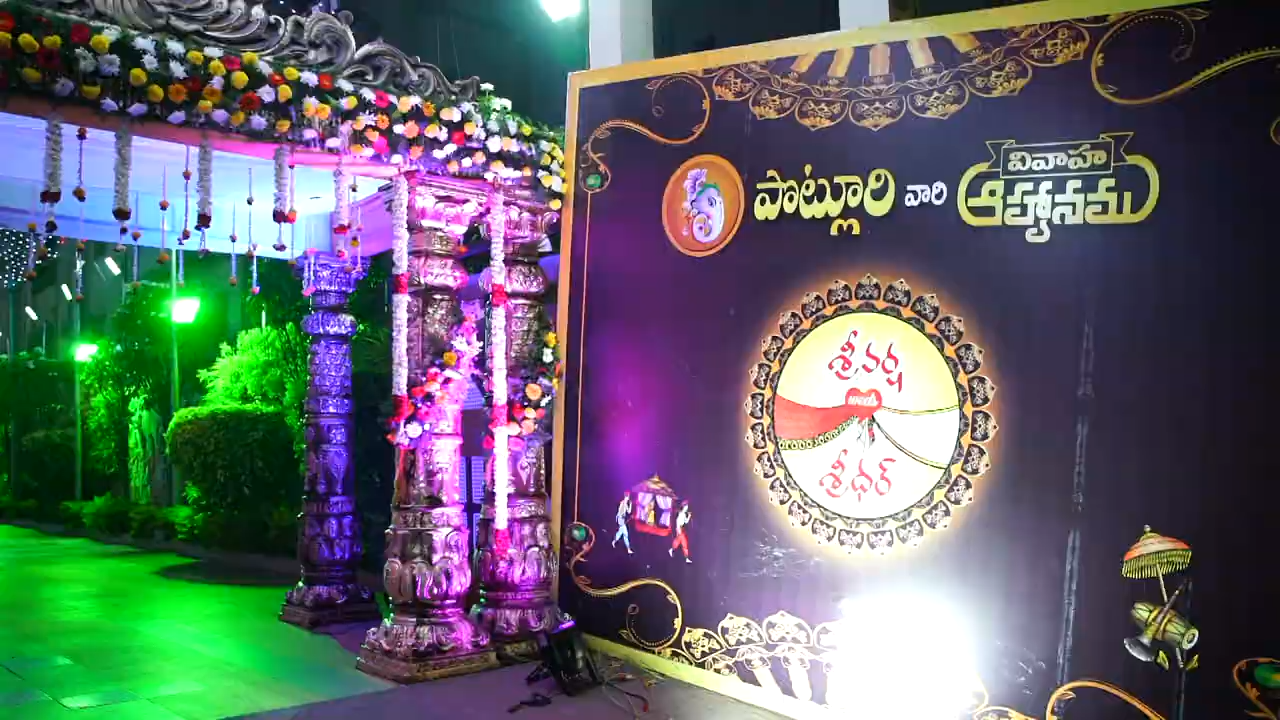 పొట్లూరి వారి వివాహ
ఆహ్వానము
శ్రీవర్ష
weds
శ్రీధర్